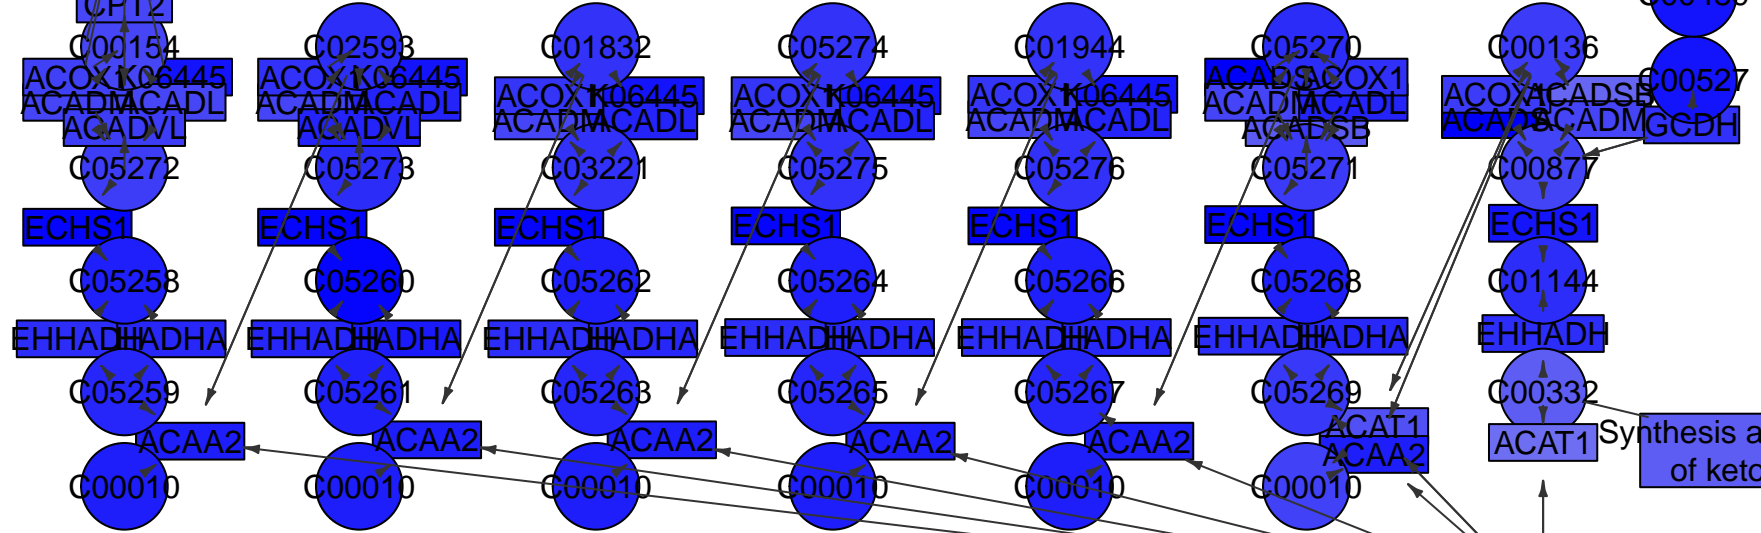 CPT2
C00154 C02593 C01832 C05274 C01944 C05270 C00136
C00527
ACOX1 K06445 ACOX1 K06445 ACOX1 K06445 ACOX1 K06445 ACOX1 K06445 ACADS ACOX1 ACOX1 ACADSB
ACADM ACADL ACADM ACADL ACADM ACADL ACADM ACADL ACADM ACADL ACADM ACADL ACADS ACADM
ACADVL ACADVL ACADSB GCDH
C05272 C05273 C03221 C05275 C05276 C05271 C00877
ECHS1 ECHS1 ECHS1 ECHS1 ECHS1 ECHS1 ECHS1
C05258 C05260 C05262 C05264 C05266 C05268 C01144
EHHADH HADHA EHHADH HADHA EHHADH HADHA EHHADH HADHA EHHADH HADHA EHHADH HADHA EHHADH
C05259 C05261 C05263 C05265 C05267 C05269 C00332
ACAT1
ACAA2 ACAA2 ACAA2 ACAA2 ACAA2 ACAA2 ACAT1
Synthesis a
of keto
C00010 C00010 C00010 C00010 C00010 C00010